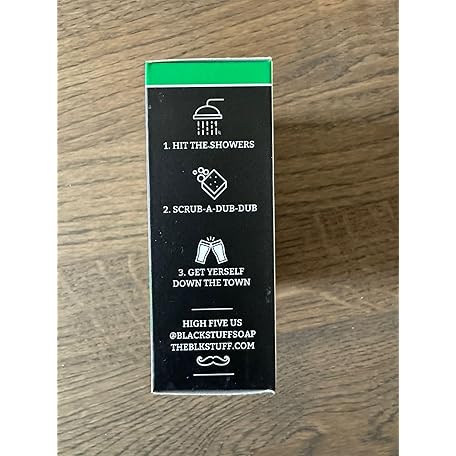 1. HIT THE SHOWERS
2. SCRUB-A-DUB-DUB
3. GET YERSELF
DOWN THE TOWN
HIGH FIVE US
@BLACKSTUFFSOAP
THEBLKSTUFF.COM